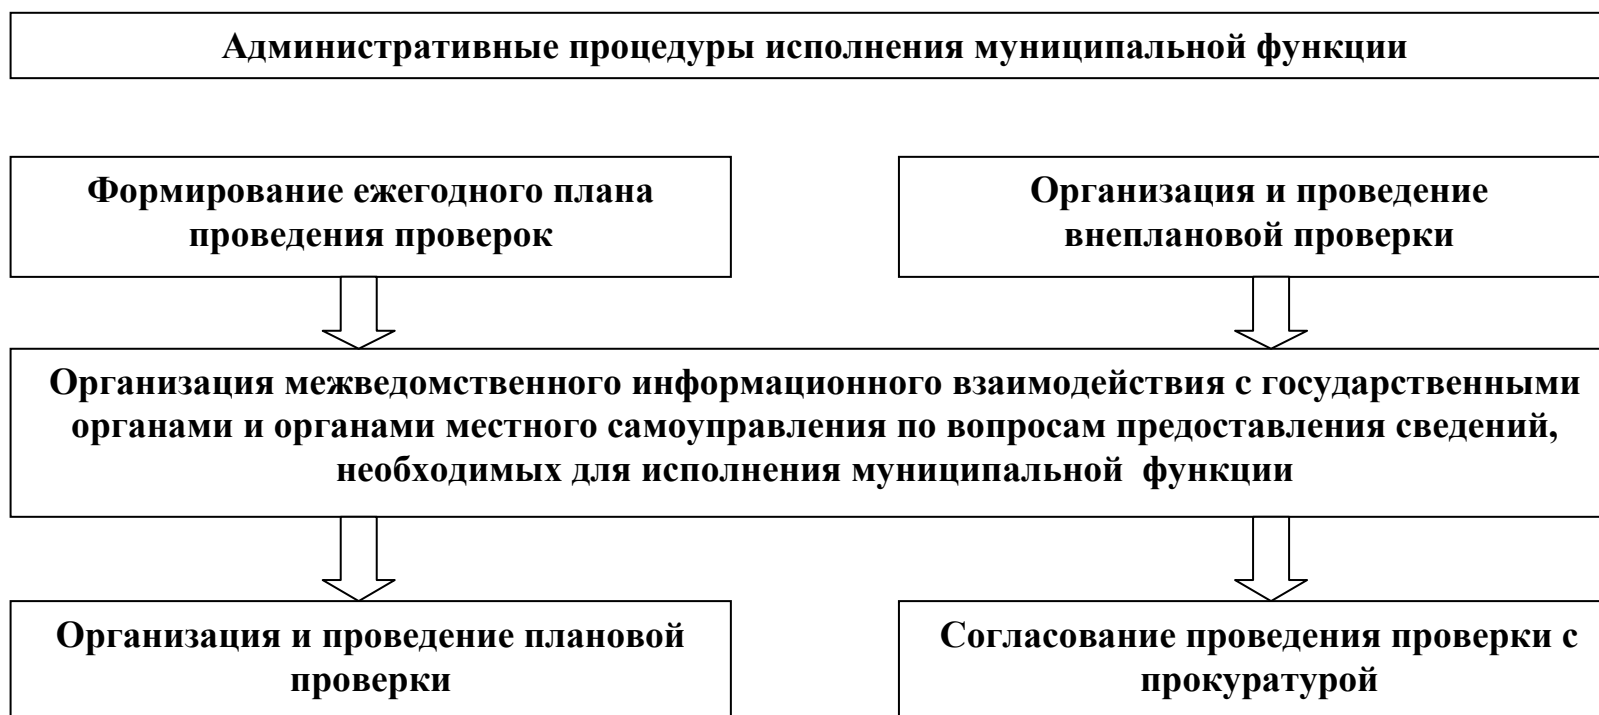 Административные процедуры исполнения муниципальной функции
Формирование ежегодного плана
проведения проверок
Организация и проведение
внеплановой проверки
Организация межведомственного информационного взаимодействия с государственными
органами и органами местного самоуправления по вопросам предоставления сведений,
необходимых для исполнения муниципальной  функции
Организация и проведение плановой
проверки
Согласование проведения проверки с
прокуратурой